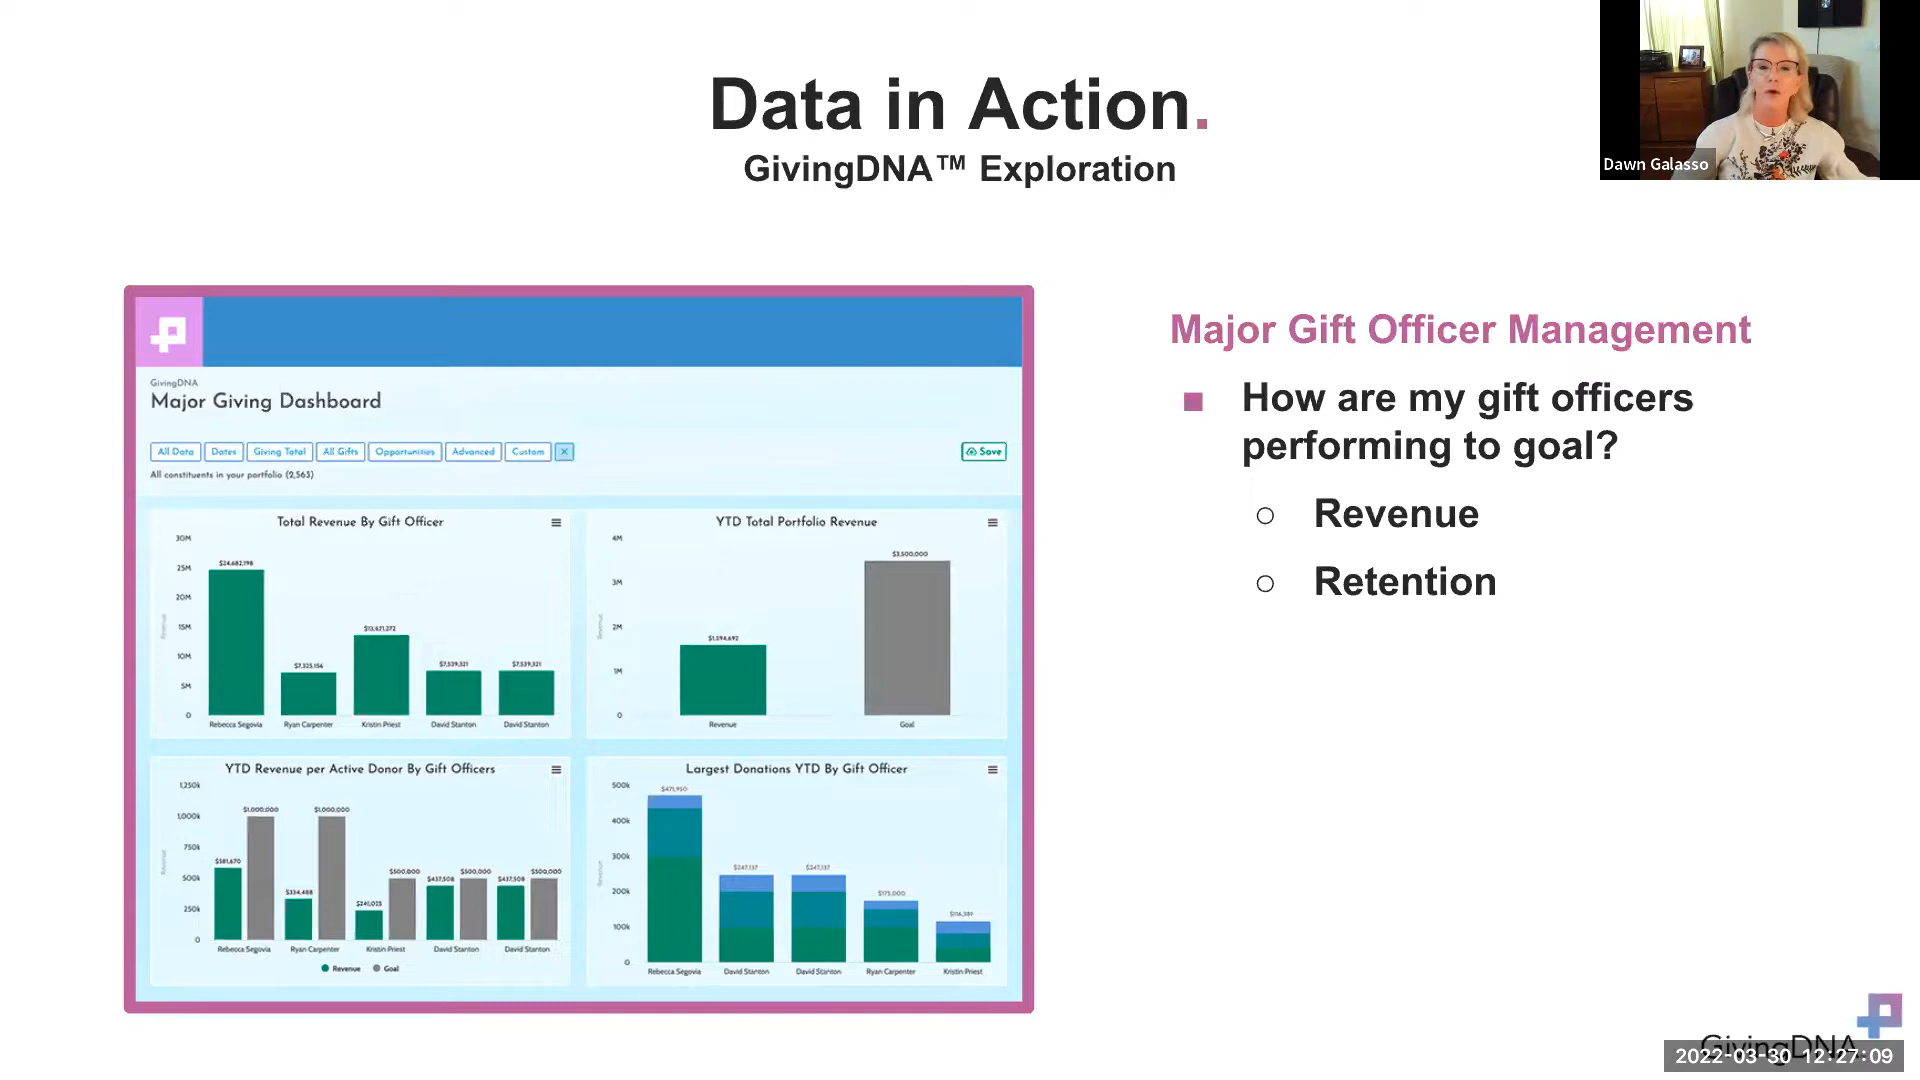 Data in Action.
GivingDNA™ Exploration
Dawn Galasso
GivingDNA
Major Giving Dashboard
All Data Dates Giving Total All Gifts Opportunities Advanced Custom ×
Save
All constituents in your portfolio (2,563)
Total Revenue By Gift Officer
Revenue
30M
25M
20M
15M
10M
5M
0
$24,682,798
$7,325,156
$13,621,272
$7,539,321
$7,539,321
Rebecca Segovia
Ryan Carpenter
Kristin Priest
David Stanton
David Stanton
YTD Total Portfolio Revenue
Revenue
4M
3M
2M
1M
0
$1,594,692
$3,500,000
Revenue
Goal
YTD Revenue per Active Donor By Gift Officers
Revenue
1,250k
1,000k
750k
500k
250k
0
$581,670
$1,000,000
$334,488
$1,000,000
$241,025
$500,000
$437,508
$500,000
$437,508
$500,000
Rebecca Segovia
Ryan Carpenter
Kristin Priest
David Stanton
David Stanton
Revenue
Goal
Largest Donations YTD By Gift Officer
Revenue
500k
400k
300k
200k
100k
0
$471,950
$247,137
$247,137
$175,000
$116,389
Rebecca Segovia
David Stanton
David Stanton
Ryan Carpenter
Kristin Priest
Major Gift Officer Management
How are my gift officers
performing to goal?
Revenue
Retention
GivingDNA
2022-03-30 12:27:09